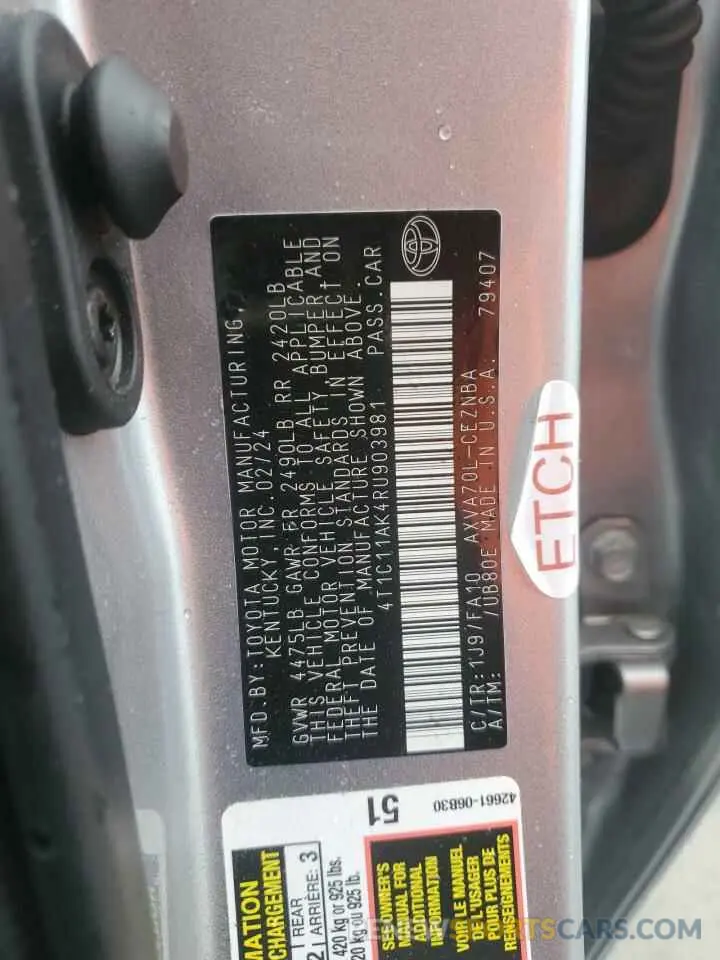 MFD.BY:TOYOTA MOTOR MANUFACTURING,
KENTUCKY, INC.02/24
GVWR 4475LB GAWR FR 2490LB RR 2420LB
THIS VEHICLE CONFORMS TO ALL APPLICABLE
FEDERAL MOTOR VEHICLE SAFETY, BUMPER, AND
THEFT PREVENTION STANDARDS IN EFFECT ON
THE DATE OF MANUFACTURE SHOWN ABOVE.
4T1C11AK4RU903981 PASS.CAR
C/TR:1J9/FA10 AXVA70L-CEZNBA
A/TM: /UB80E MADE IN U.S.A. 79407
ETCH
51
42661-06B30
MATION
CHARGEMENT
2 REAR
ARRIÈRE: 3
420 kg or 925 lbs.
20 kg ou 925 lb.
SEE OWNER'S
MANUAL FOR
ADDITIONAL
INFORMATION
VOIR LE MANUEL
DE L'USAGER
POUR PLUS DE
RENSEIGNEMENTS
ENJOYSPORTSCARS.COM